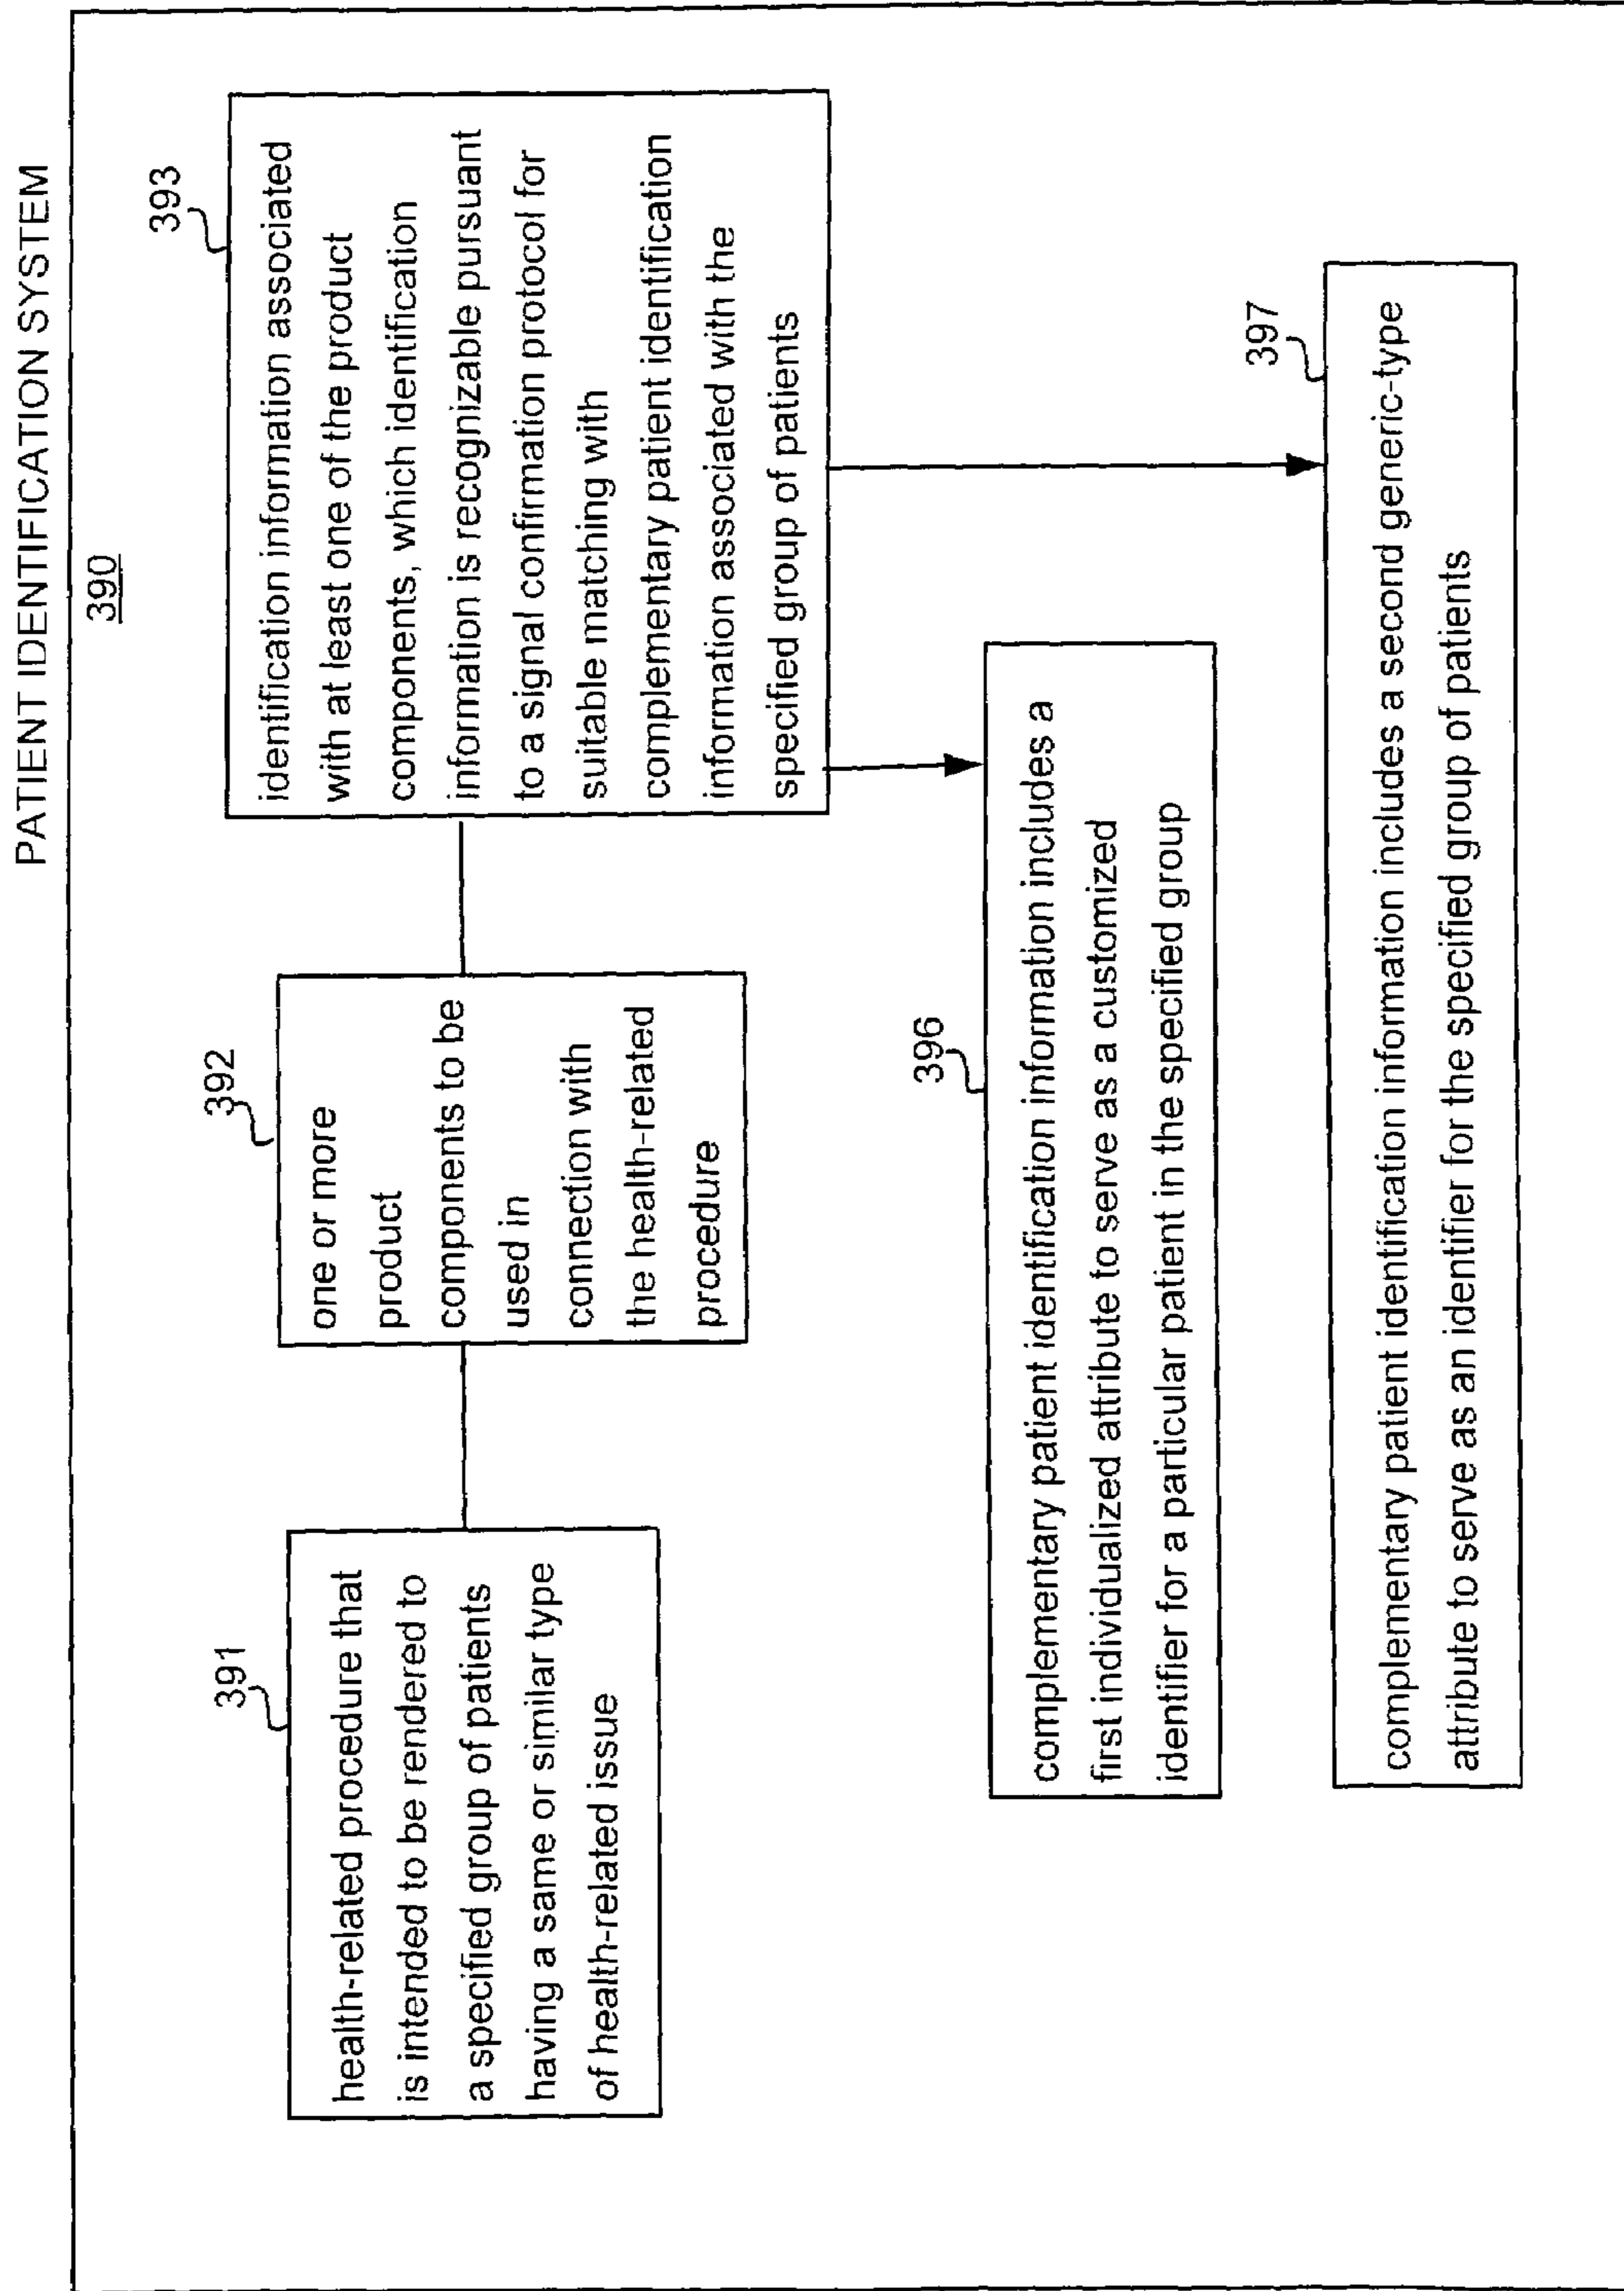 PATIENT IDENTIFICATION SYSTEM
390
391
health-related procedure that
is intended to be rendered to
a specified group of patients
having a same or similar type
of health-related issue
392
one or more
product
components to be
used in
connection with
the health-related
procedure
393
identification information associated
with at least one of the product
components, which identification
information is recognizable pursuant
to a signal confirmation protocol for
suitable matching with
complementary patient identification
information associated with the
specified group of patients
396
complementary patient identification information includes a
first individualized attribute to serve as a customized
identifier for a particular patient in the specified group
397
complementary patient identification information includes a second generic-type
attribute to serve as an identifier for the specified group of patients